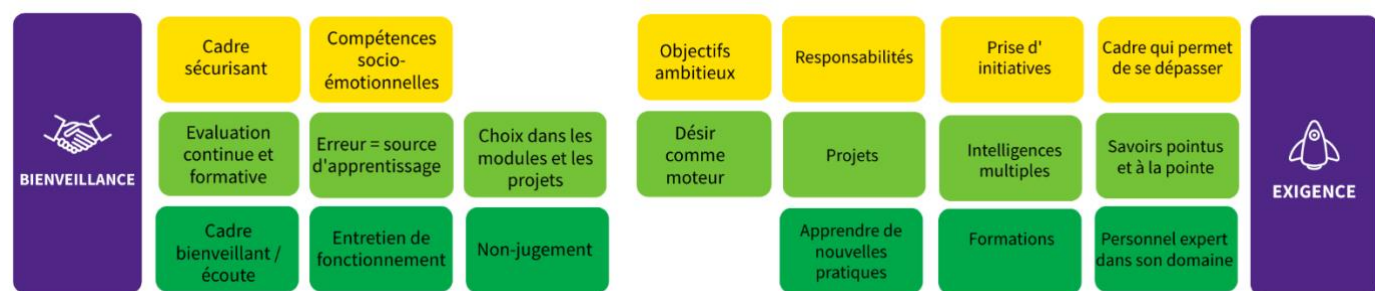 BIENVEILLANCE
Cadre
sécurisant
Compétences
socio-
émotionnelles
Objectifs
ambitieux
Responsabilités
Prise d'
initiatives
Cadre qui permet
de se dépasser
Evaluation
continue et
formative
Erreur = source
d'apprentissage
Choix dans les
modules et les
projets
Désir
comme
moteur
Projets
Intelligences
multiples
Savoirs pointus
et à la pointe
Cadre
bienveillant /
écoute
Entretien de
fonctionnement
Non-jugement
Apprendre de
nouvelles
pratiques
Formations
Personnel expert
dans son domaine
EXIGENCE